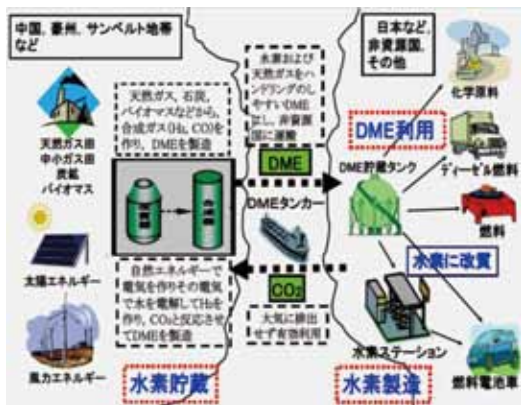 中国，豪州，サンベルト地帯
など
天然ガス田
中小ガス田
炭鉱
バイオマス
太陽エネルギー
風力エネルギー
天然ガス，石炭，
バイオマスなどから，
合成ガス(H₂, CO)を
作り，DMEを製造
自然エネルギーで
電気を作りその電気
で水を電解してH₂を
作り，CO₂と反応させ
てDMEを製造
水素貯蔵
水素および
天然ガスをハ
ンドリングのし
やすいDME
とし，非資源
国に運搬
DME
DMEタンカー
CO₂
大気に排出
せず有効利用
日本など，
非資源国，
その他
DME利用
DME貯蔵タンク
化学原料
ディーゼル燃料
燃料
水素に改質
水素ステーション
水素製造
燃料電池車